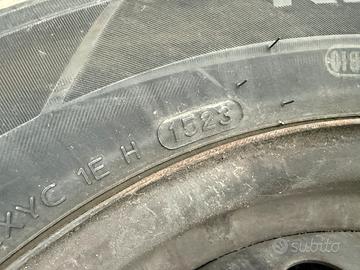 XYC 1E H 1523
subito